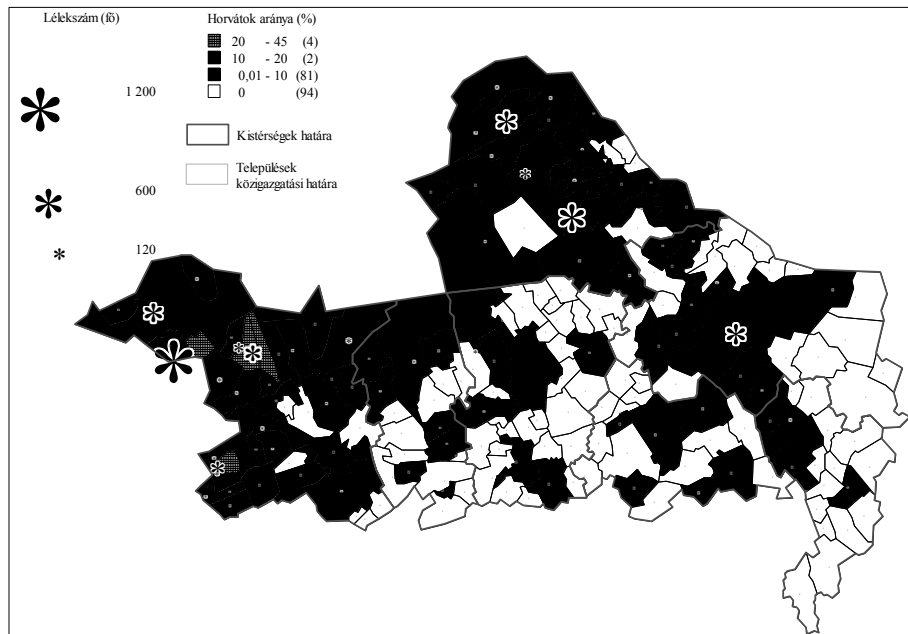 Lélekszám (fő)
1 200
600
120
Horvátok aránya (%)
20 - 45 (4)
10 - 20 (2)
0,01 - 10 (81)
0 (94)
Kistérségek határa
Települések
közigazgatási határa